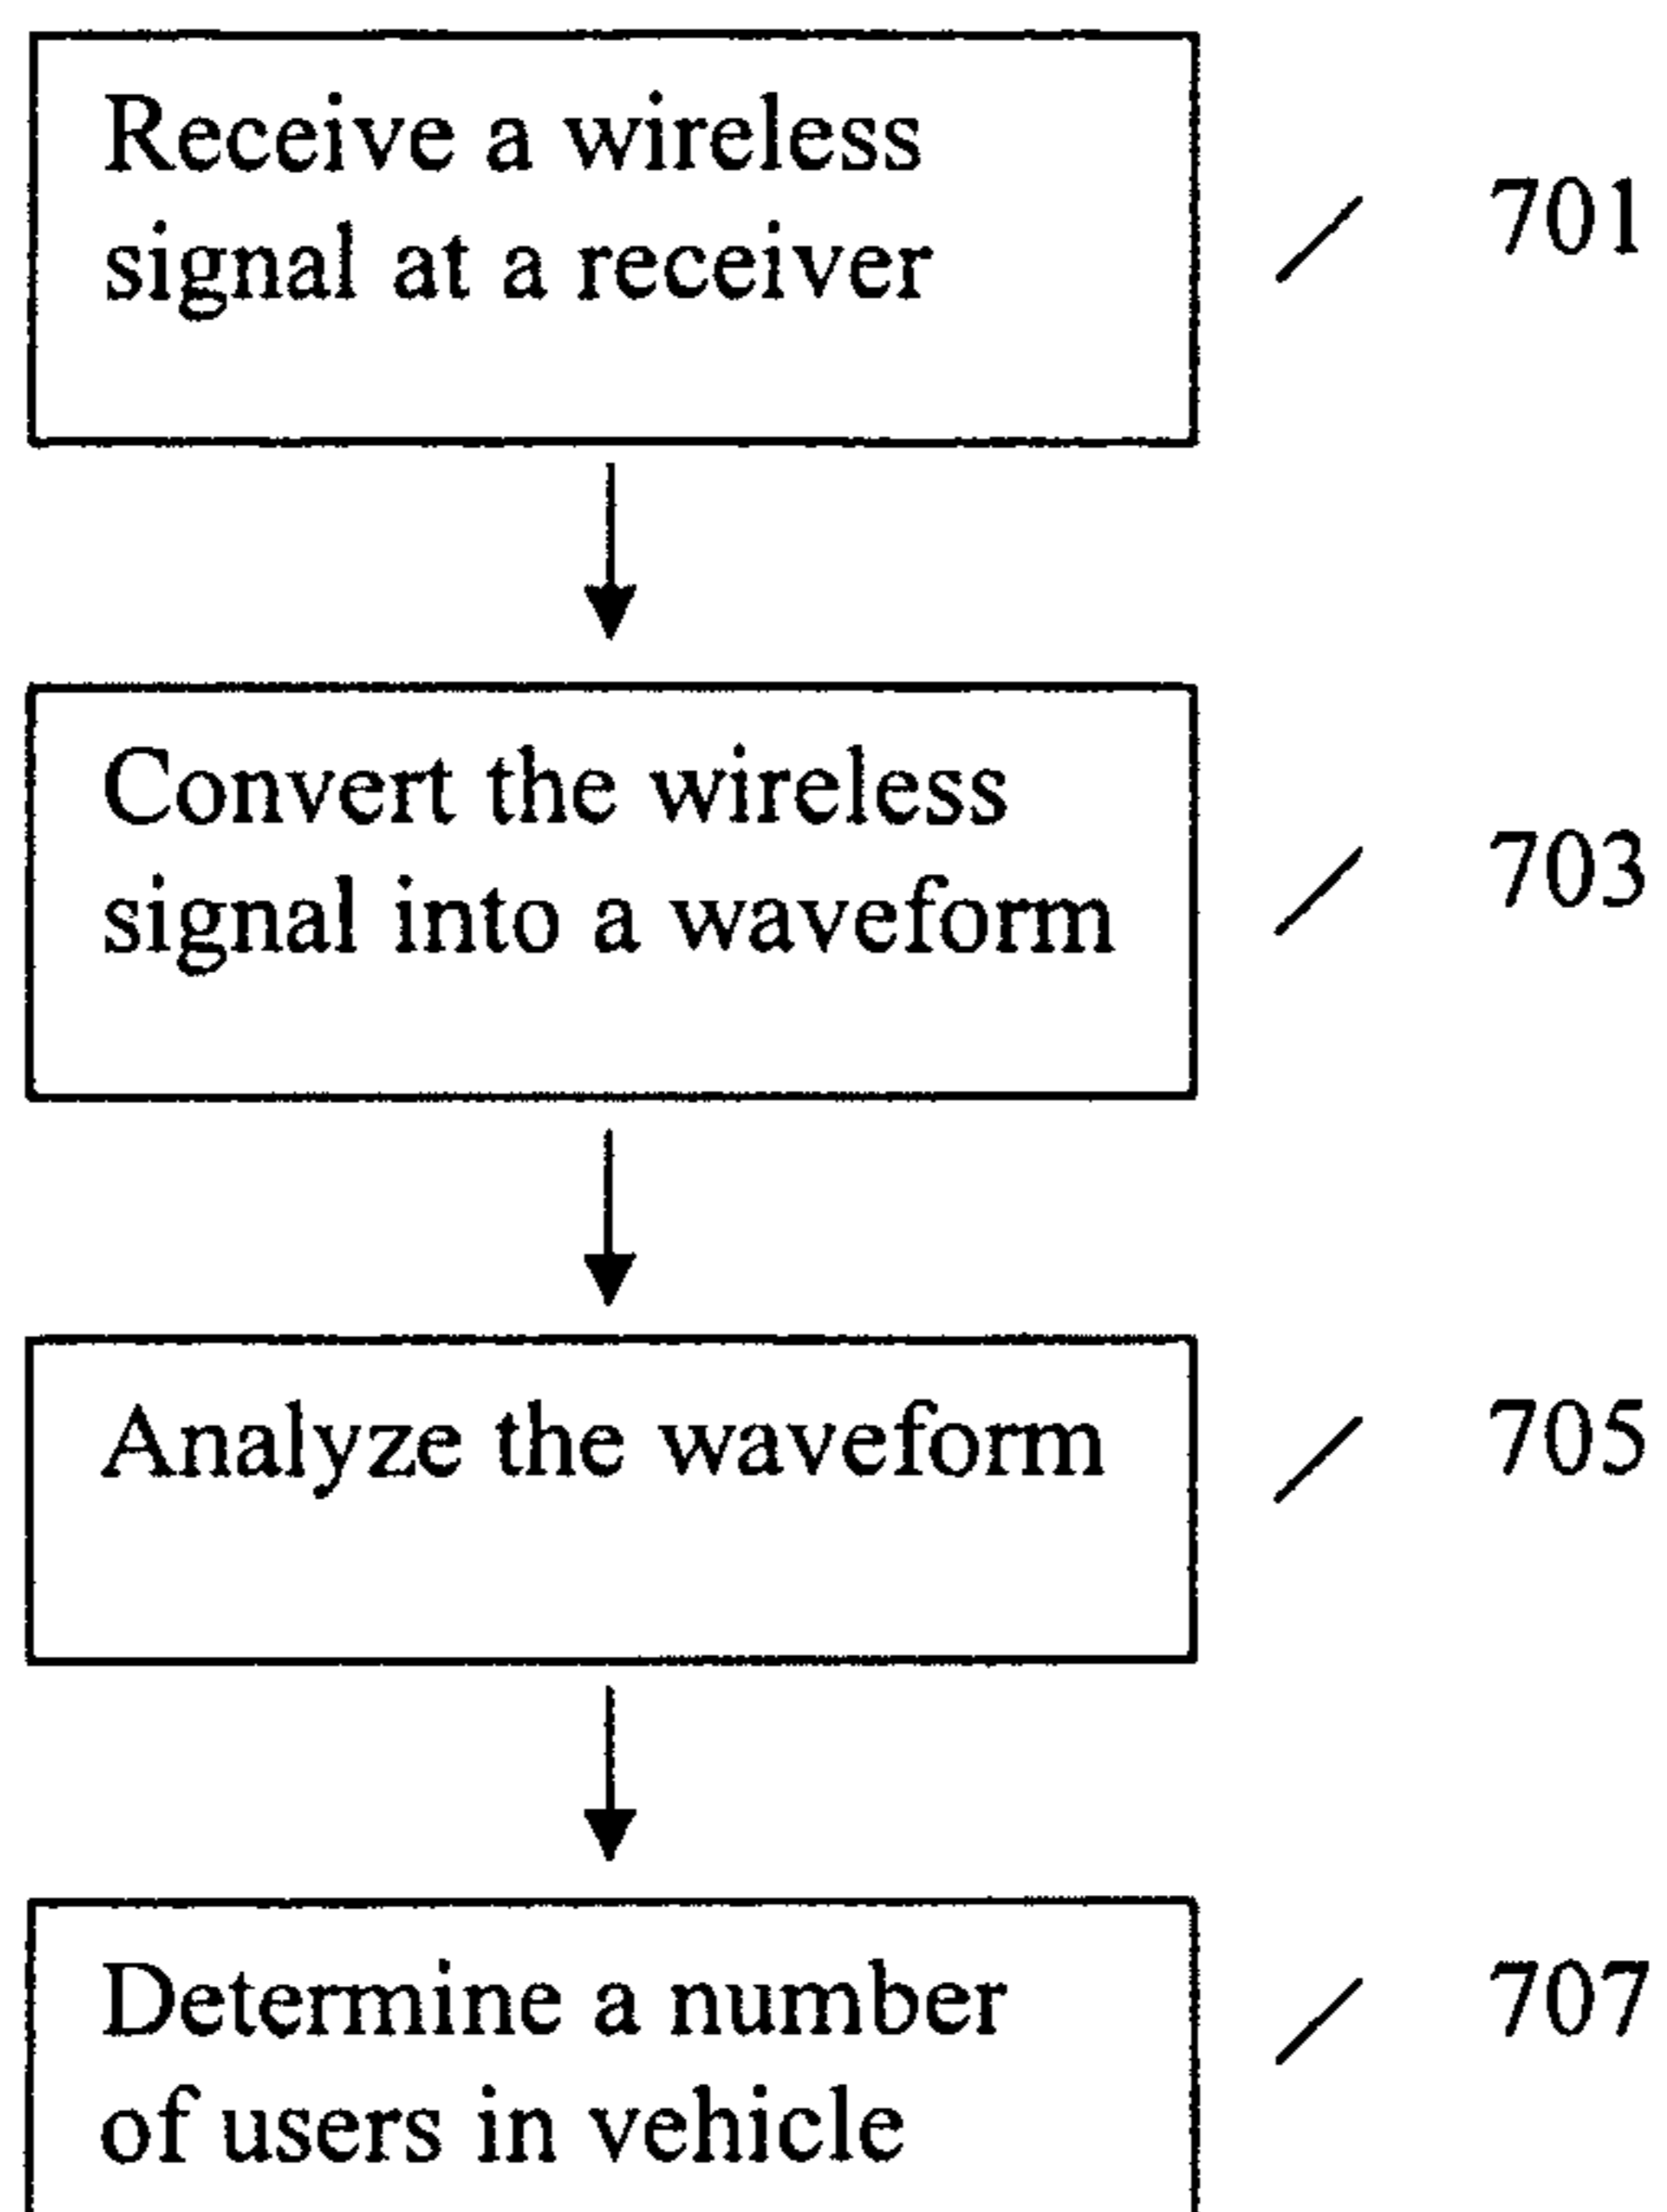 Receive a wireless
signal at a receiver
701
Convert the wireless
signal into a waveform
703
Analyze the waveform
705
Determine a number
of users in vehicle
707